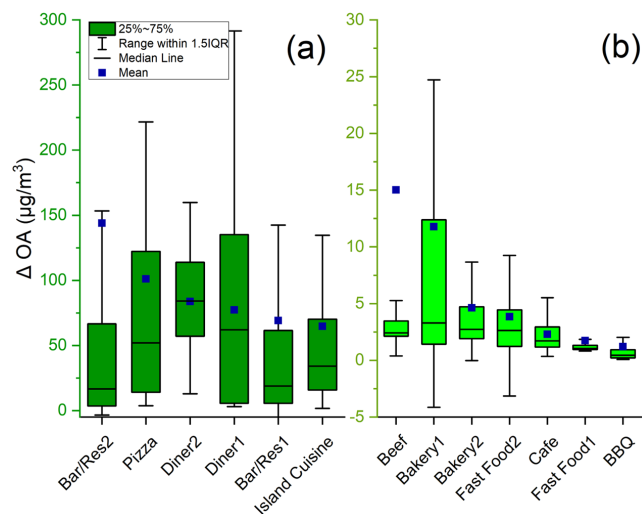 300
250
200
150
100
50
0
Δ OA (μg/m³)
25%~75%
Range within 1.5IQR
Median Line
Mean
(a)
Bar/Res2
Pizza
Diner2
Diner1
Bar/Res1
Island Cuisine
30
25
20
15
10
5
0
-5
(b)
Beef
Bakery1
Bakery2
Fast Food2
Cafe
Fast Food1
BBQ